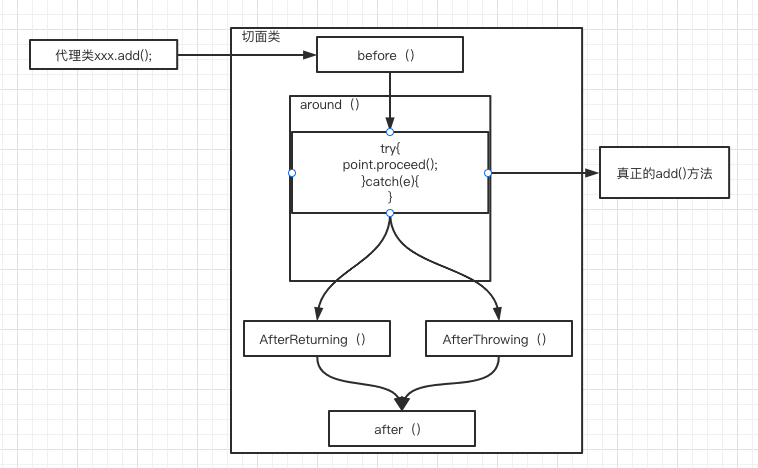 切面类
代理类xxx.add();
before（）
around（）
try{
point.proceed();
}catch(e){
}
真正的add()方法
AfterReturning（）
AfterThrowing（）
after（）